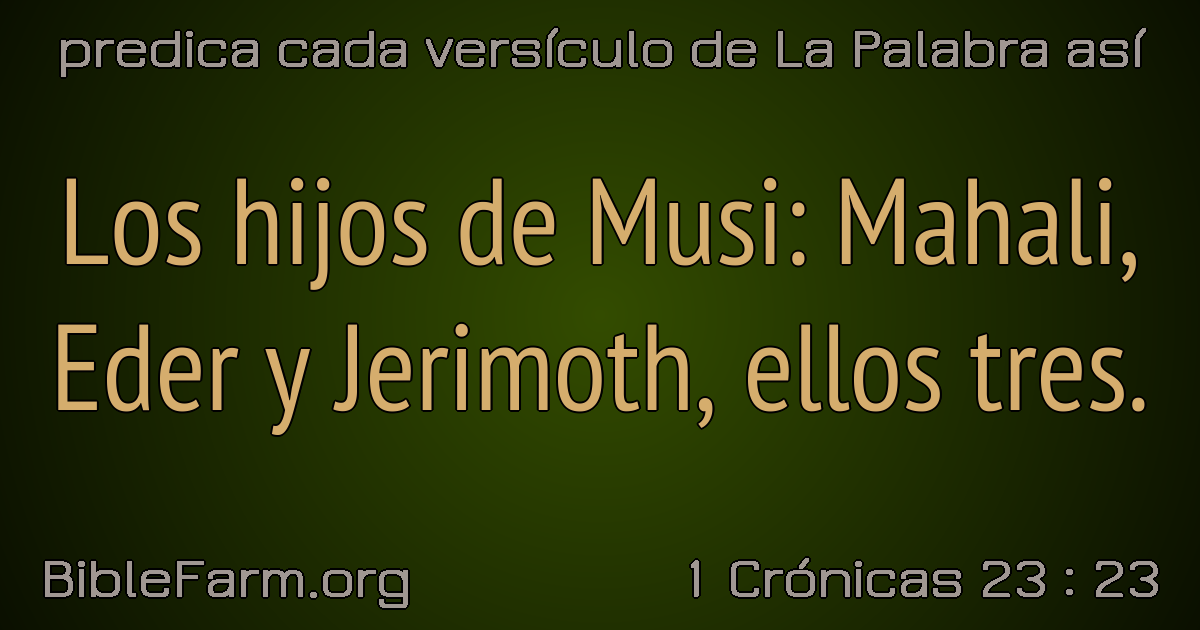 predica cada versículo de La Palabra así
Los hijos de Musi: Mahali,
Eder y Jerimoth, ellos tres.
BibleFarm.org
1 Crónicas 23 : 23